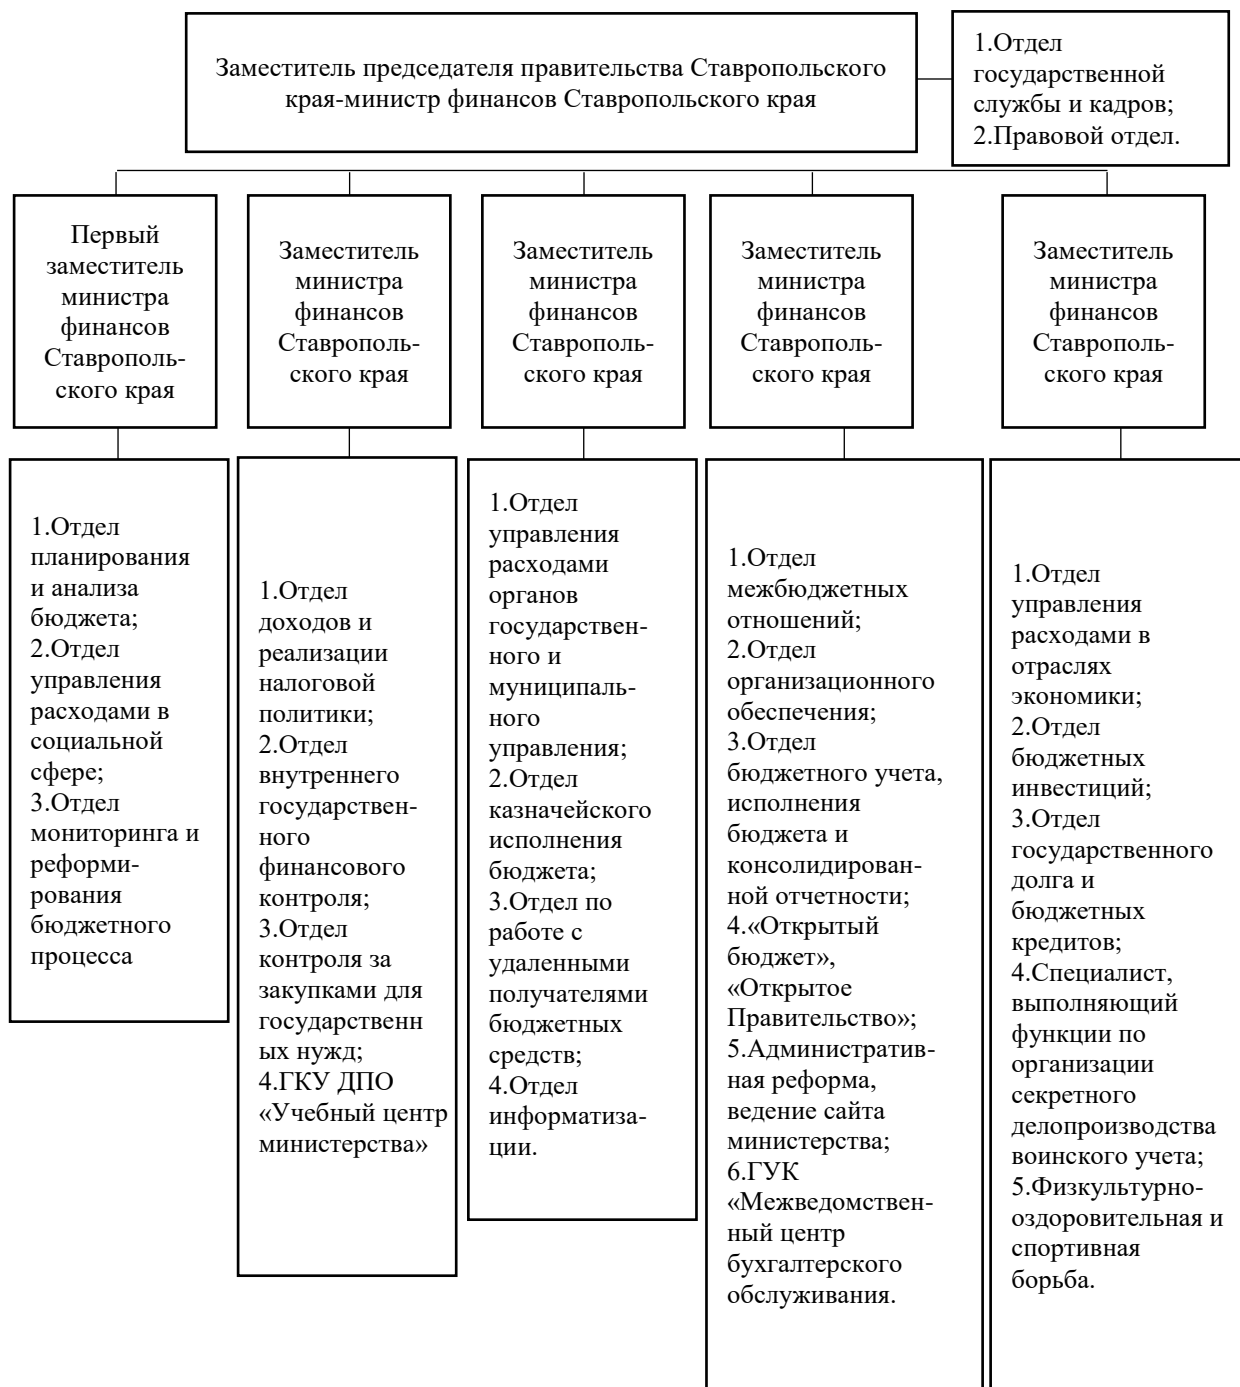 Заместитель председателя правительства Ставропольского
края-министр финансов Ставропольского края
1.Отдел
государственной
службы и кадров;
2.Правовой отдел.
Первый
заместитель
министра
финансов
Ставрополь-
ского края
Заместитель
министра
финансов
Ставрополь-
ского края
Заместитель
министра
финансов
Ставрополь-
ского края
Заместитель
министра
финансов
Ставрополь-
ского края
Заместитель
министра
финансов
Ставрополь-
ского края
1.Отдел
планирования
и анализа
бюджета;
2.Отдел
управления
расходами в
социальной
сфере;
3.Отдел
мониторинга и
реформи-
рования
бюджетного
процесса
1.Отдел
доходов и
реализации
налоговой
политики;
2.Отдел
внутреннего
государствен-
ного
финансового
контроля;
3.Отдел
контроля за
закупками для
государственн
ых нужд;
4.ГКУ ДПО
«Учебный центр
министерства»
1.Отдел
управления
расходами
органов
государствен-
ного и
муниципаль-
ного
управления;
2.Отдел
казначейского
исполнения
бюджета;
3.Отдел по
работе с
удаленными
получателями
бюджетных
средств;
4.Отдел
информатиза-
ции.
1.Отдел
межбюджетных
отношений;
2.Отдел
организационного
обеспечения;
3.Отдел
бюджетного учета,
исполнения
бюджета и
консолидирован-
ной отчетности;
4.«Открытый
бюджет»,
«Открытое
Правительство»;
5.Административ-
ная реформа,
ведение сайта
министерства;
6.ГУК
«Межведомствен-
ный центр
бухгалтерского
обслуживания.
1.Отдел
управления
расходами в
отраслях
экономики;
2.Отдел
бюджетных
инвестиций;
3.Отдел
государственного
долга и
бюджетных
кредитов;
4.Специалист,
выполняющий
функции по
организации
секретного
делопроизводства
воинского учета;
5.Физкультурно-
оздоровительная и
спортивная
борьба.